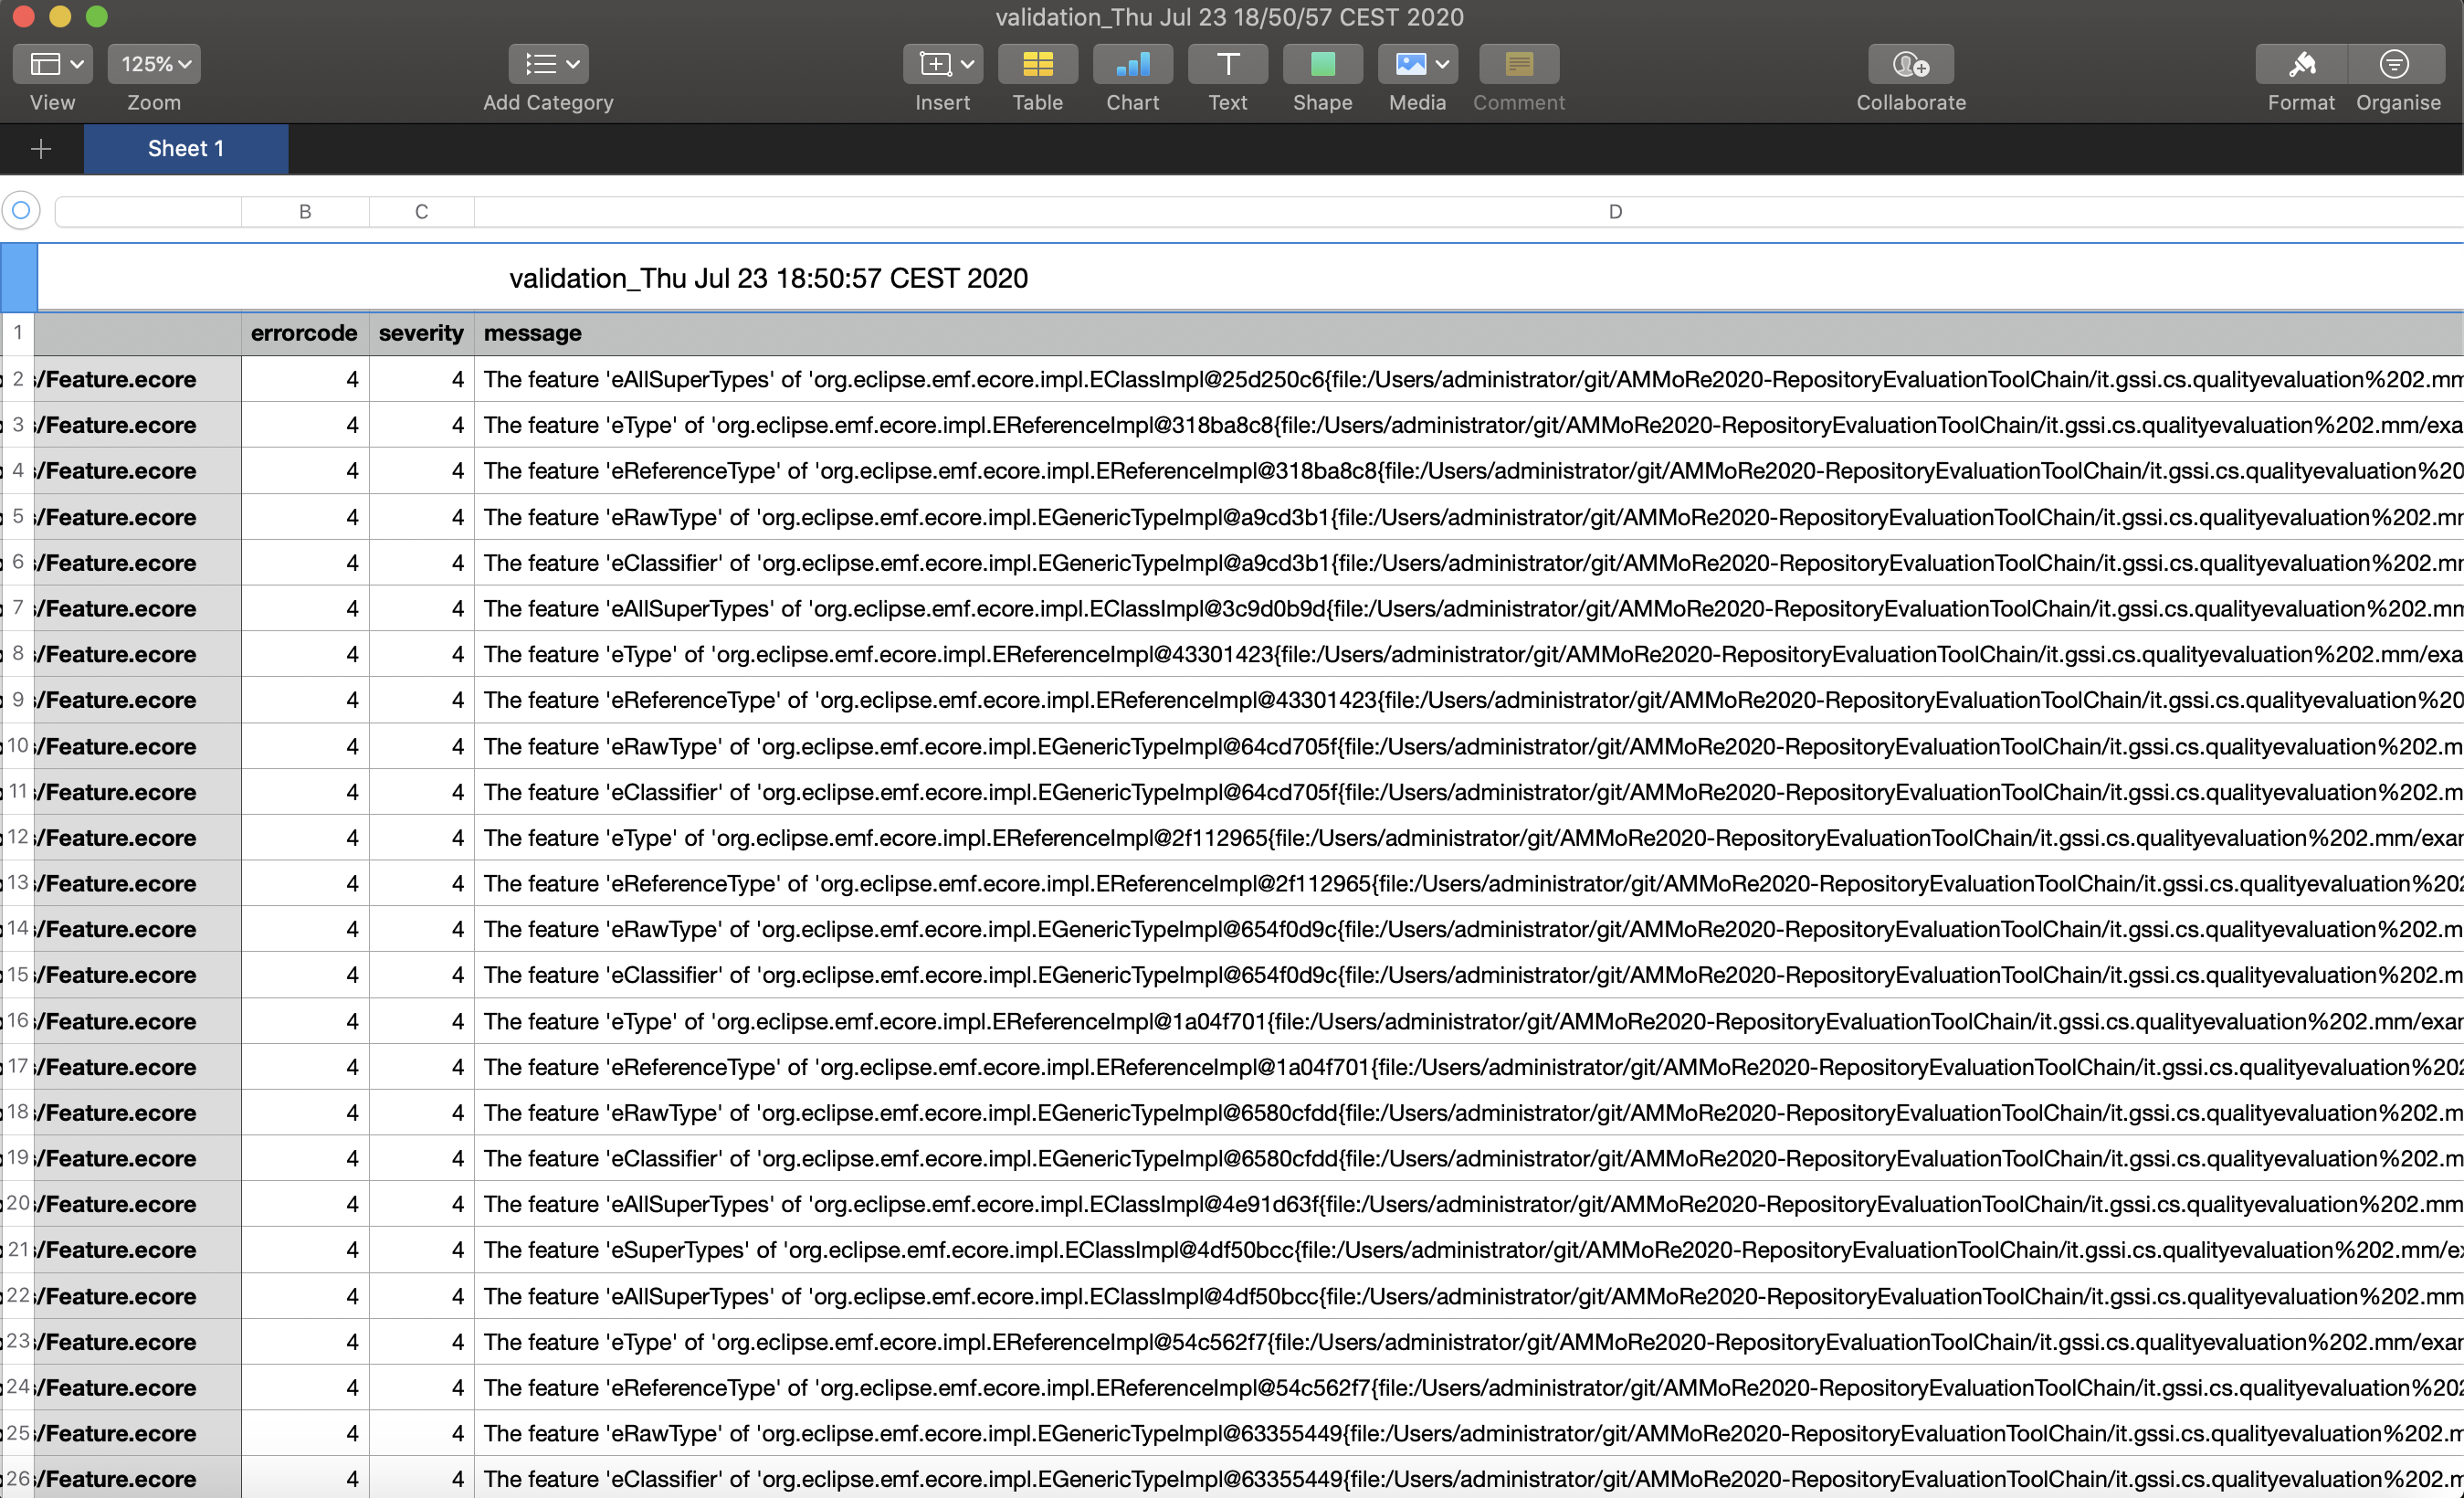 validation_Thu Jul 23 18/50/57 CEST 2020
125%
View Zoom Add Category Insert Table Chart Text Shape Media Comment Collaborate Format Organise
Sheet 1
B C D
validation_Thu Jul 23 18:50:57 CEST 2020
1 errorcode severity message
2 /Feature.ecore 4 4 The feature 'eAllSuperTypes' of 'org.eclipse.emf.ecore.impl.EClassImpl@25d250c6{file:/Users/administrator/git/AMMoRe2020-RepositoryEvaluationToolChain/it.gssi.cs.qualityevaluation%202.mm
3 /Feature.ecore 4 4 The feature 'eType' of 'org.eclipse.emf.ecore.impl.EReferenceImpl@318ba8c8{file:/Users/administrator/git/AMMoRe2020-RepositoryEvaluationToolChain/it.gssi.cs.qualityevaluation%202.mm/exa
4 /Feature.ecore 4 4 The feature 'eReferenceType' of 'org.eclipse.emf.ecore.impl.EReferenceImpl@318ba8c8{file:/Users/administrator/git/AMMoRe2020-RepositoryEvaluationToolChain/it.gssi.cs.qualityevaluation%20
5 /Feature.ecore 4 4 The feature 'eRawType' of 'org.eclipse.emf.ecore.impl.EGenericTypeImpl@a9cd3b1{file:/Users/administrator/git/AMMoRe2020-RepositoryEvaluationToolChain/it.gssi.cs.qualityevaluation%202.m
6 /Feature.ecore 4 4 The feature 'eClassifier' of 'org.eclipse.emf.ecore.impl.EGenericTypeImpl@a9cd3b1{file:/Users/administrator/git/AMMoRe2020-RepositoryEvaluationToolChain/it.gssi.cs.qualityevaluation%202.m
7 /Feature.ecore 4 4 The feature 'eAllSuperTypes' of 'org.eclipse.emf.ecore.impl.EClassImpl@3c9d0b9d{file:/Users/administrator/git/AMMoRe2020-RepositoryEvaluationToolChain/it.gssi.cs.qualityevaluation%202.mm
8 /Feature.ecore 4 4 The feature 'eType' of 'org.eclipse.emf.ecore.impl.EReferenceImpl@43301423{file:/Users/administrator/git/AMMoRe2020-RepositoryEvaluationToolChain/it.gssi.cs.qualityevaluation%202.mm/exa
9 /Feature.ecore 4 4 The feature 'eReferenceType' of 'org.eclipse.emf.ecore.impl.EReferenceImpl@43301423{file:/Users/administrator/git/AMMoRe2020-RepositoryEvaluationToolChain/it.gssi.cs.qualityevaluation%20
10 /Feature.ecore 4 4 The feature 'eRawType' of 'org.eclipse.emf.ecore.impl.EGenericTypeImpl@64cd705f{file:/Users/administrator/git/AMMoRe2020-RepositoryEvaluationToolChain/it.gssi.cs.qualityevaluation%202.m
11 /Feature.ecore 4 4 The feature 'eClassifier' of 'org.eclipse.emf.ecore.impl.EGenericTypeImpl@64cd705f{file:/Users/administrator/git/AMMoRe2020-RepositoryEvaluationToolChain/it.gssi.cs.qualityevaluation%202.m
12 /Feature.ecore 4 4 The feature 'eType' of 'org.eclipse.emf.ecore.impl.EReferenceImpl@2f112965{file:/Users/administrator/git/AMMoRe2020-RepositoryEvaluationToolChain/it.gssi.cs.qualityevaluation%202.mm/exa
13 /Feature.ecore 4 4 The feature 'eReferenceType' of 'org.eclipse.emf.ecore.impl.EReferenceImpl@2f112965{file:/Users/administrator/git/AMMoRe2020-RepositoryEvaluationToolChain/it.gssi.cs.qualityevaluation%202
14 /Feature.ecore 4 4 The feature 'eRawType' of 'org.eclipse.emf.ecore.impl.EGenericTypeImpl@654f0d9c{file:/Users/administrator/git/AMMoRe2020-RepositoryEvaluationToolChain/it.gssi.cs.qualityevaluation%202.m
15 /Feature.ecore 4 4 The feature 'eClassifier' of 'org.eclipse.emf.ecore.impl.EGenericTypeImpl@654f0d9c{file:/Users/administrator/git/AMMoRe2020-RepositoryEvaluationToolChain/it.gssi.cs.qualityevaluation%202.m
16 /Feature.ecore 4 4 The feature 'eType' of 'org.eclipse.emf.ecore.impl.EReferenceImpl@1a04f701{file:/Users/administrator/git/AMMoRe2020-RepositoryEvaluationToolChain/it.gssi.cs.qualityevaluation%202.mm/exa
17 /Feature.ecore 4 4 The feature 'eReferenceType' of 'org.eclipse.emf.ecore.impl.EReferenceImpl@1a04f701{file:/Users/administrator/git/AMMoRe2020-RepositoryEvaluationToolChain/it.gssi.cs.qualityevaluation%202
18 /Feature.ecore 4 4 The feature 'eRawType' of 'org.eclipse.emf.ecore.impl.EGenericTypeImpl@6580cfdd{file:/Users/administrator/git/AMMoRe2020-RepositoryEvaluationToolChain/it.gssi.cs.qualityevaluation%202.m
19 /Feature.ecore 4 4 The feature 'eClassifier' of 'org.eclipse.emf.ecore.impl.EGenericTypeImpl@6580cfdd{file:/Users/administrator/git/AMMoRe2020-RepositoryEvaluationToolChain/it.gssi.cs.qualityevaluation%202.m
20 /Feature.ecore 4 4 The feature 'eAllSuperTypes' of 'org.eclipse.emf.ecore.impl.EClassImpl@4e91d63f{file:/Users/administrator/git/AMMoRe2020-RepositoryEvaluationToolChain/it.gssi.cs.qualityevaluation%202.mm
21 /Feature.ecore 4 4 The feature 'eSuperTypes' of 'org.eclipse.emf.ecore.impl.EClassImpl@4df50bcc{file:/Users/administrator/git/AMMoRe2020-RepositoryEvaluationToolChain/it.gssi.cs.qualityevaluation%202.mm/e
22 /Feature.ecore 4 4 The feature 'eAllSuperTypes' of 'org.eclipse.emf.ecore.impl.EClassImpl@4df50bcc{file:/Users/administrator/git/AMMoRe2020-RepositoryEvaluationToolChain/it.gssi.cs.qualityevaluation%202.mm
23 /Feature.ecore 4 4 The feature 'eType' of 'org.eclipse.emf.ecore.impl.EReferenceImpl@54c562f7{file:/Users/administrator/git/AMMoRe2020-RepositoryEvaluationToolChain/it.gssi.cs.qualityevaluation%202.mm/exa
24 /Feature.ecore 4 4 The feature 'eReferenceType' of 'org.eclipse.emf.ecore.impl.EReferenceImpl@54c562f7{file:/Users/administrator/git/AMMoRe2020-RepositoryEvaluationToolChain/it.gssi.cs.qualityevaluation%202
25 /Feature.ecore 4 4 The feature 'eRawType' of 'org.eclipse.emf.ecore.impl.EGenericTypeImpl@63355449{file:/Users/administrator/git/AMMoRe2020-RepositoryEvaluationToolChain/it.gssi.cs.qualityevaluation%202.m
26 /Feature.ecore 4 4 The feature 'eClassifier' of 'org.eclipse.emf.ecore.impl.EGenericTypeImpl@63355449{file:/Users/administrator/git/AMMoRe2020-RepositoryEvaluationToolChain/it.gssi.cs.qualityevaluation%202.m